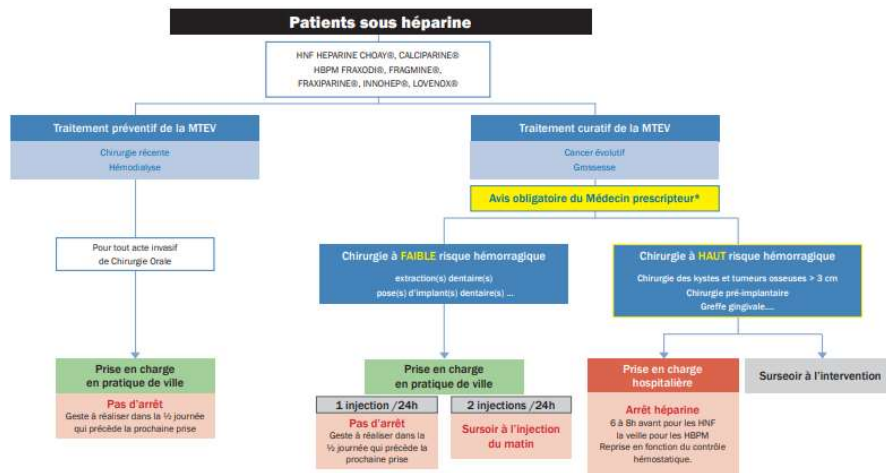 Patients sous héparine
HNF HEPARINE CHOAY®, CALCIPARINE®
HBPM FRAXODI®, FRAGMINE®,
FRAXIPARINE®, INNOHEP®, LOVENOX®
Traitement préventif de la MTEV
Chirurgie récente
Hémodialyse
Traitement curatif de la MTEV
Cancer évolutif
Grossesse
Avis obligatoire du Médecin prescripteur*
Pour tout acte invasif
de Chirurgie Orale
Chirurgie à FAIBLE risque hémorragique
extraction(s) dentaire(s)
pose(s) d'implant(s) dentaire(s) ...
Chirurgie à HAUT risque hémorragique
Chirurgie des kystes et tumeurs osseuses > 3 cm
Chirurgie pré-implantaire
Greffe gingivale....
Prise en charge
en pratique de ville
Pas d'arrêt
Geste à réaliser dans la ½ journée
qui précède la prochaine prise
Prise en charge
en pratique de ville
1 injection /24h
Pas d'arrêt
Geste à réaliser dans la
½ journée qui précède la
prochaine prise
2 injections /24h
Sursoir à l'injection
du matin
Prise en charge
hospitalière
Arrêt héparine
6 à 8h avant pour les HNF
la veille pour les HBPM
Reprise en fonction du contrôle
hémostatique.
Surseoir à l'intervention